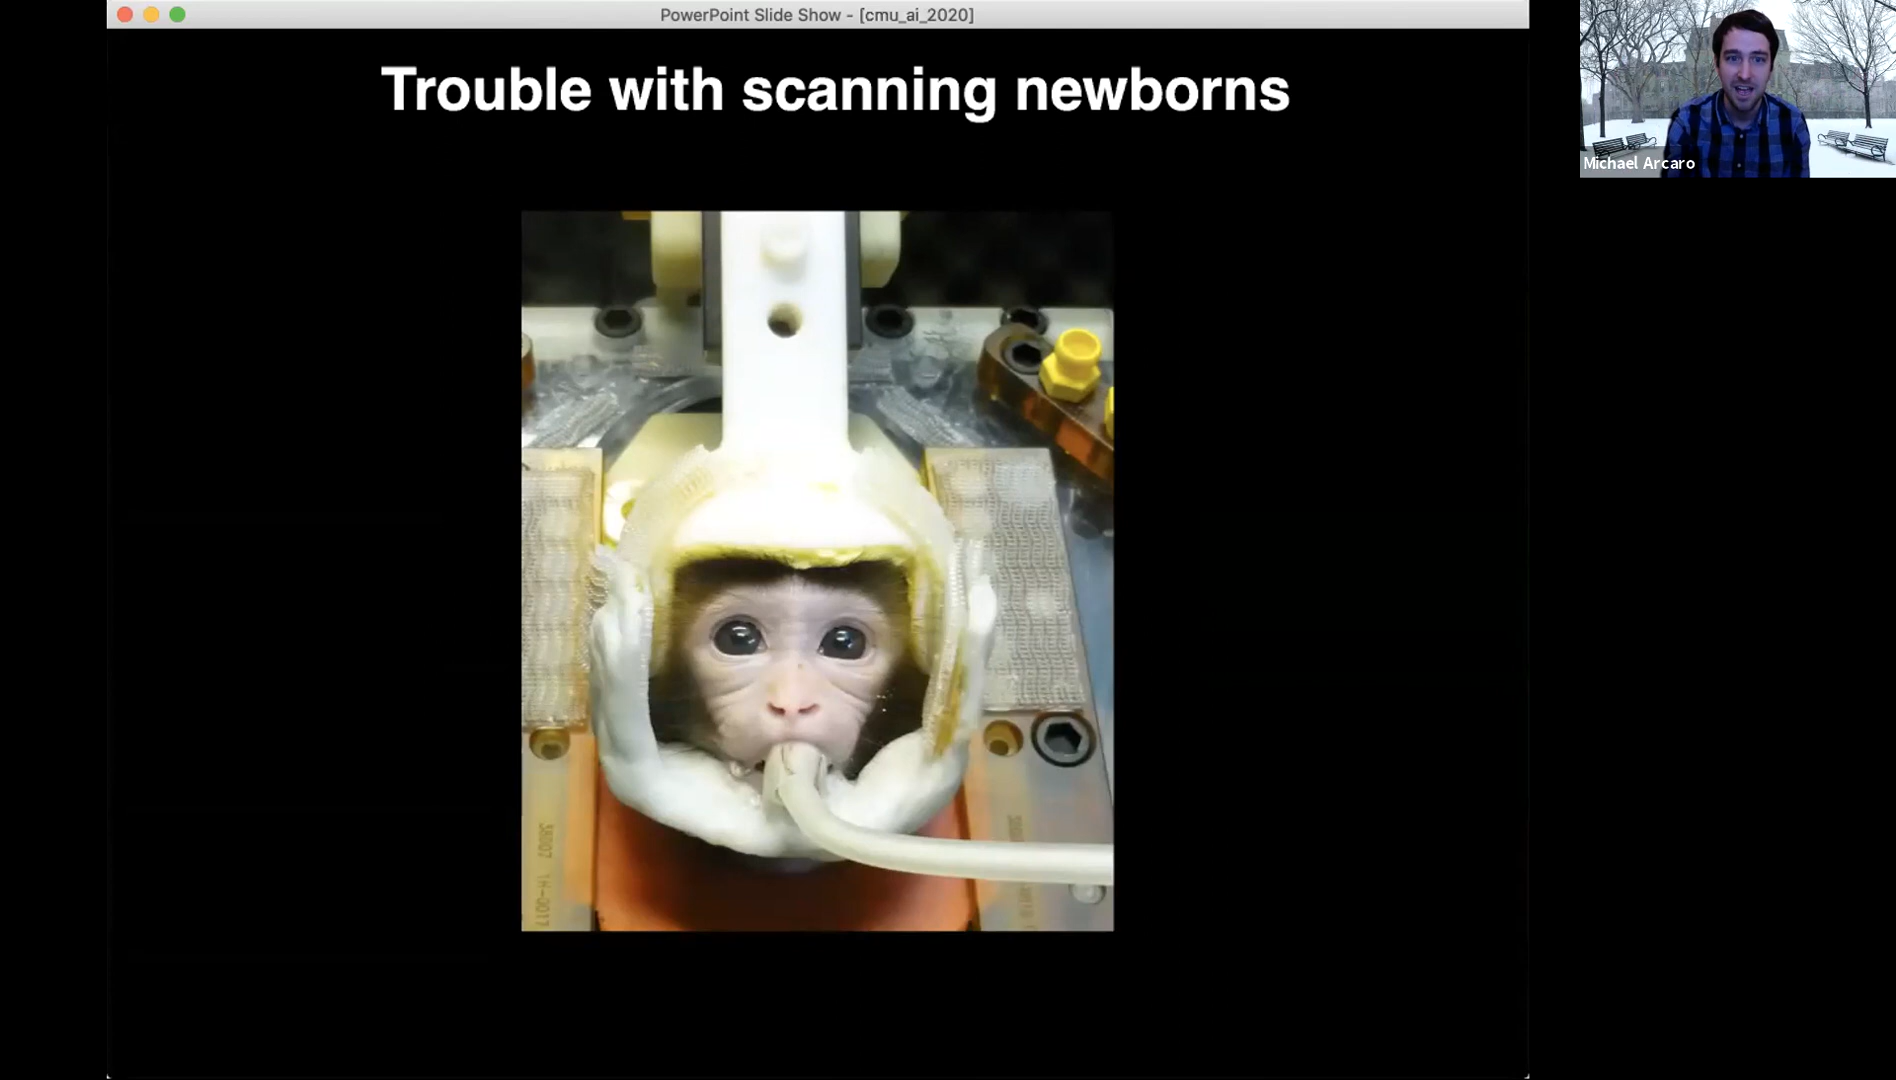 PowerPoint Slide Show - [cmu_ai_2020]
Trouble with scanning newborns
Michael Arcaro